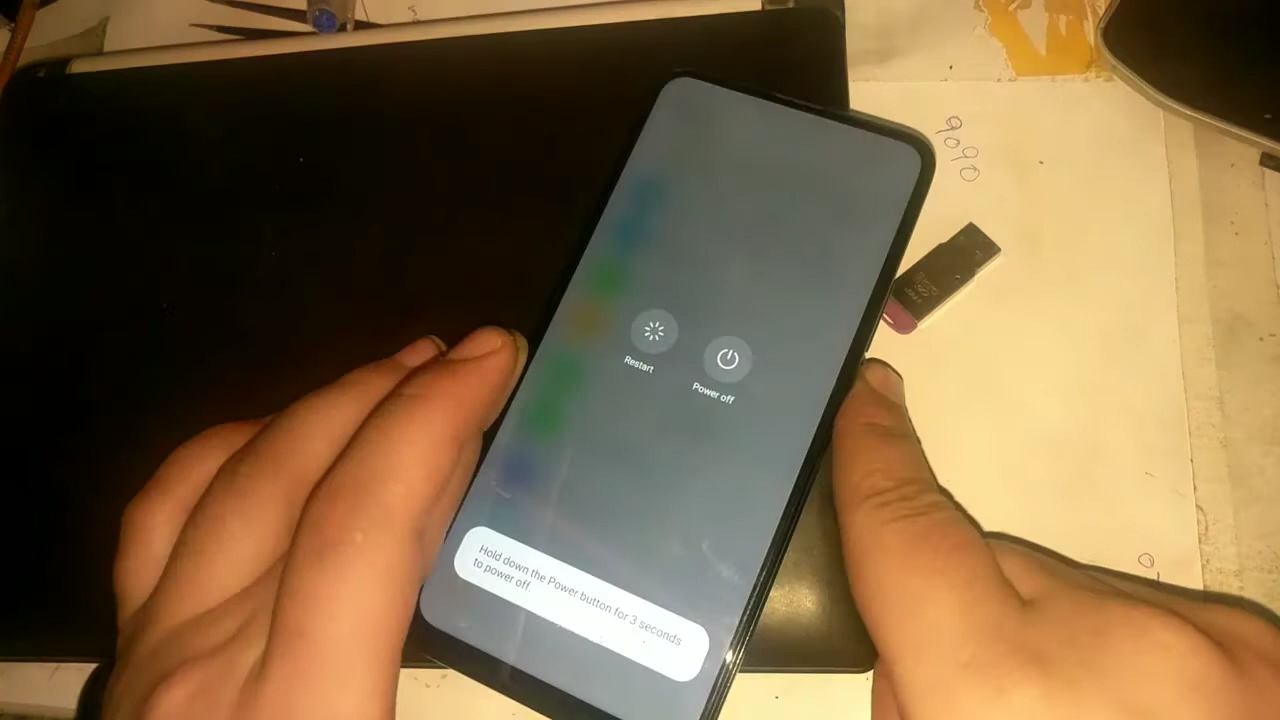 9090
Restart
Power off
Hold down the Power button for 3 seconds
to power off.